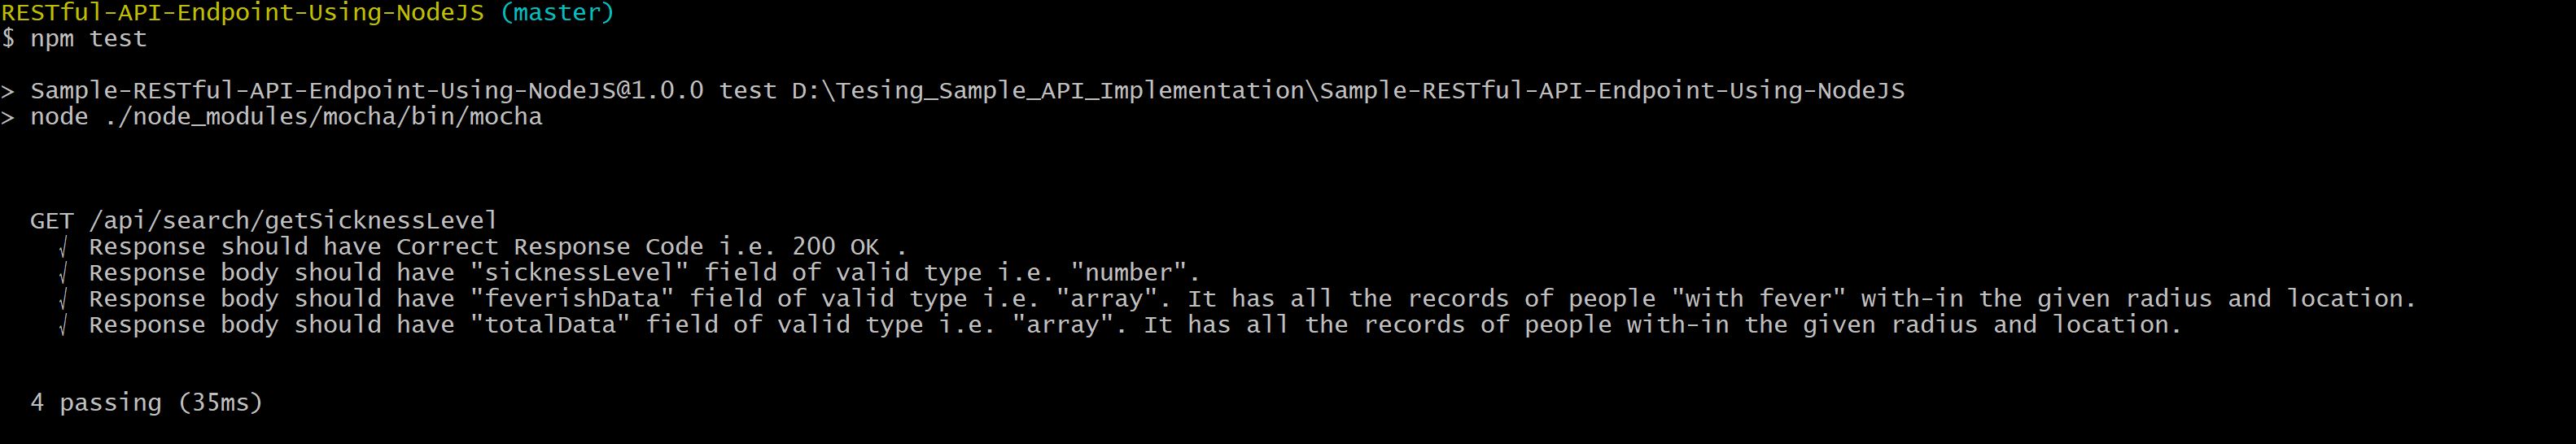 RESTful-API-Endpoint-Using-NodeJS (master)
$ npm test
> Sample-RESTful-API-Endpoint-Using-NodeJS@1.0.0 test D:\Tesing_Sample_API_Implementation\Sample-RESTful-API-Endpoint-Using-NodeJS
> node ./node_modules/mocha/bin/mocha
GET /api/search/getSicknessLevel
√ Response should have Correct Response Code i.e. 200 OK .
√ Response body should have "sicknessLevel" field of valid type i.e. "number".
√ Response body should have "feverishData" field of valid type i.e. "array". It has all the records of people "with fever" with-in the given radius and location.
√ Response body should have "totalData" field of valid type i.e. "array". It has all the records of people with-in the given radius and location.
4 passing (35ms)